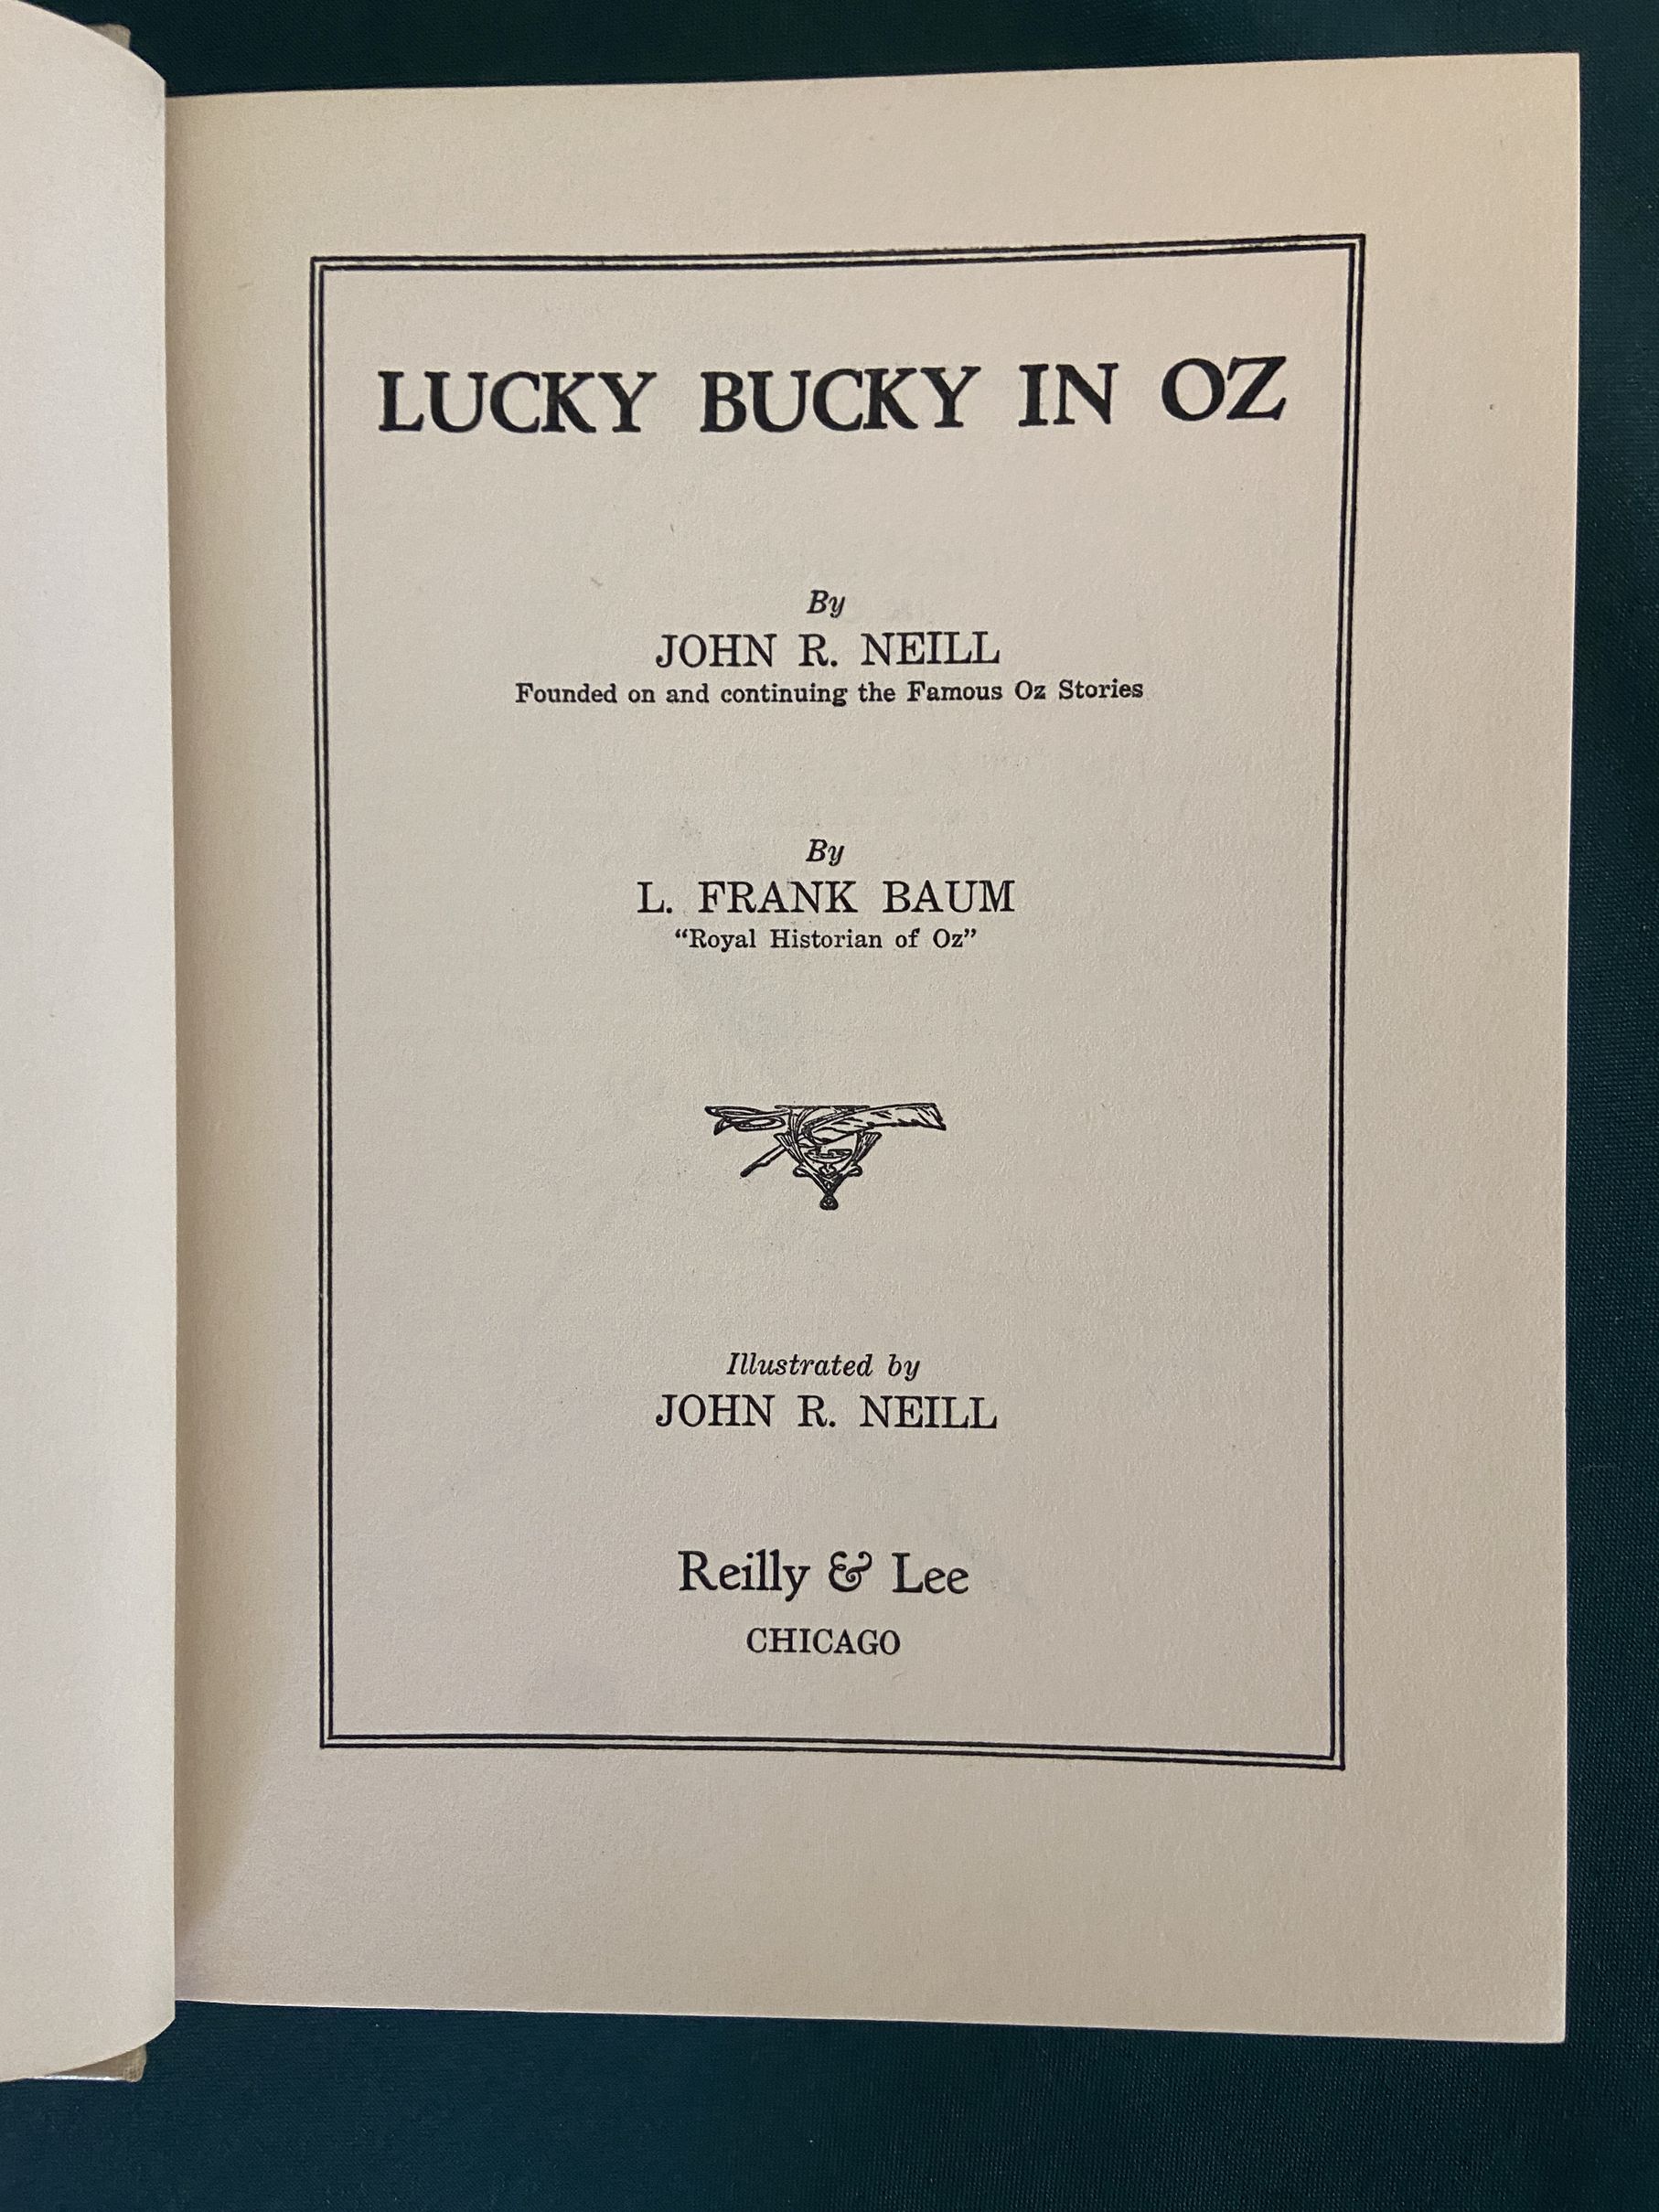 LUCKY BUCKY IN OZ
By
JOHN R. NEILL
Founded on and continuing the Famous Oz Stories
By
L. FRANK BAUM
“Royal Historian of Oz”
Illustrated by
JOHN R. NEILL
Reilly & Lee
CHICAGO